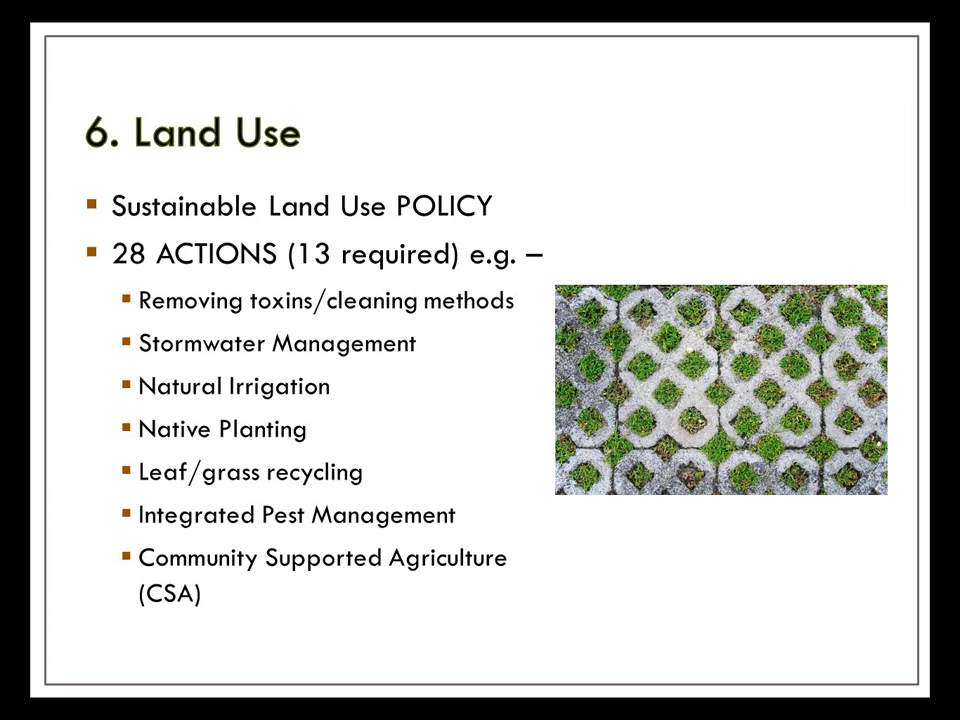 6. Land Use
Sustainable Land Use POLICY
28 ACTIONS (13 required) e.g. –
Removing toxins/cleaning methods
Stormwater Management
Natural Irrigation
Native Planting
Leaf/grass recycling
Integrated Pest Management
Community Supported Agriculture
(CSA)